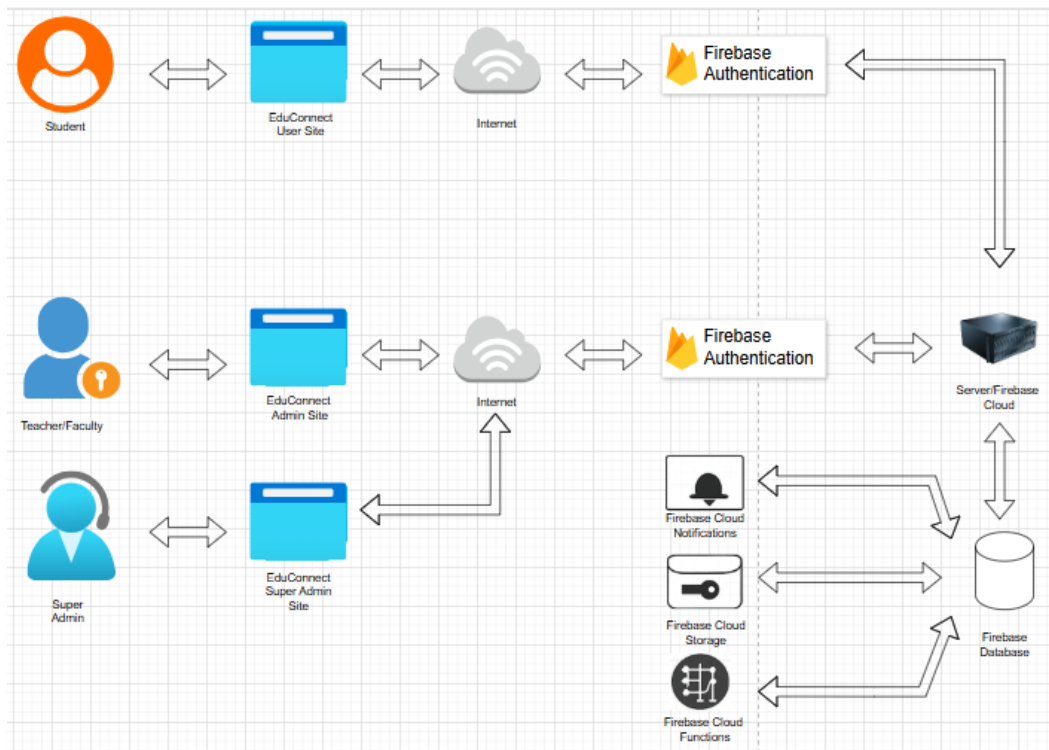 Firebase
Authentication
Student
EduConnect
User Site
Internet
Firebase
Authentication
Server/Firebase
Cloud
EduConnect
Admin Site
Internet
Teacher/Faculty
Firebase Cloud
Notifications
EduConnect
Super Admin
Site
Super
Admin
Firebase Cloud
Storage
Firebase
Database
Firebase Cloud
Functions